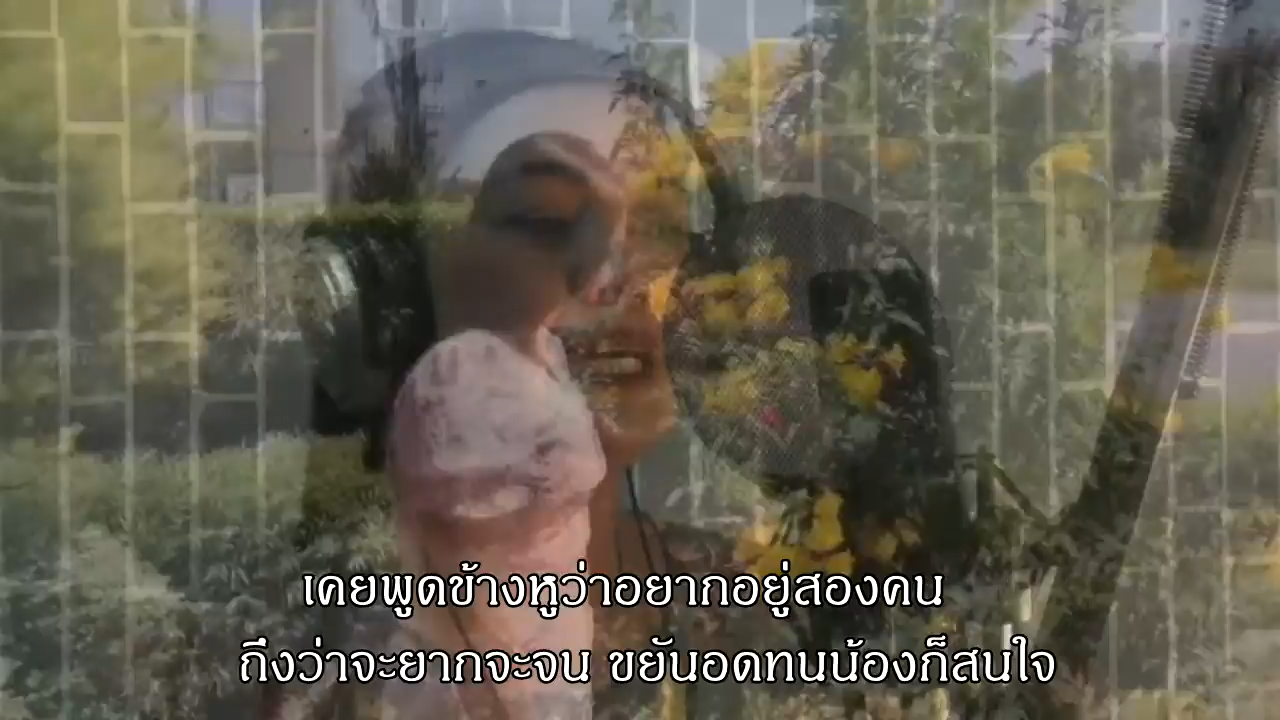 เคยพูดข้างหูว่าอยากอยู่สองคน
ถึงว่าจะยากจะจน ขยันอดทนน้องก็สนใจ